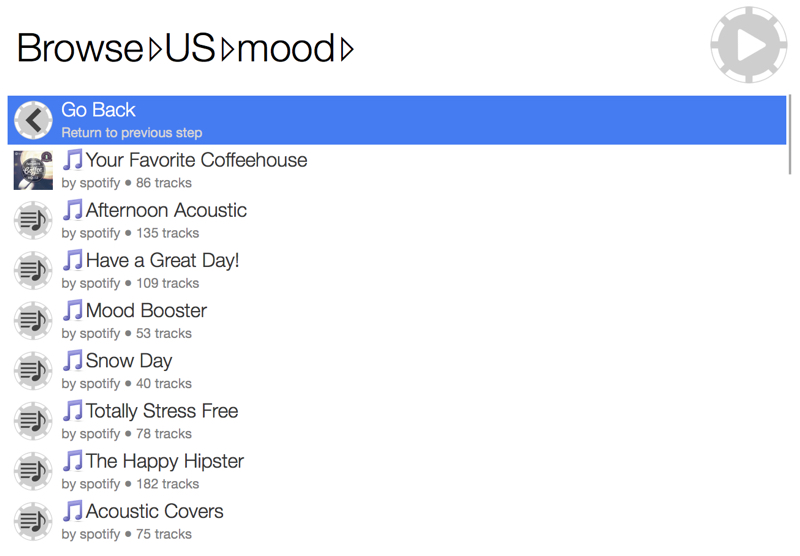 Browse▷US▷mood▷
Go Back
Return to previous step
Your Favorite Coffeehouse
by spotify • 86 tracks
Afternoon Acoustic
by spotify • 135 tracks
Have a Great Day!
by spotify • 109 tracks
Mood Booster
by spotify • 53 tracks
Snow Day
by spotify • 40 tracks
Totally Stress Free
by spotify • 78 tracks
The Happy Hipster
by spotify • 182 tracks
Acoustic Covers
by spotify • 75 tracks